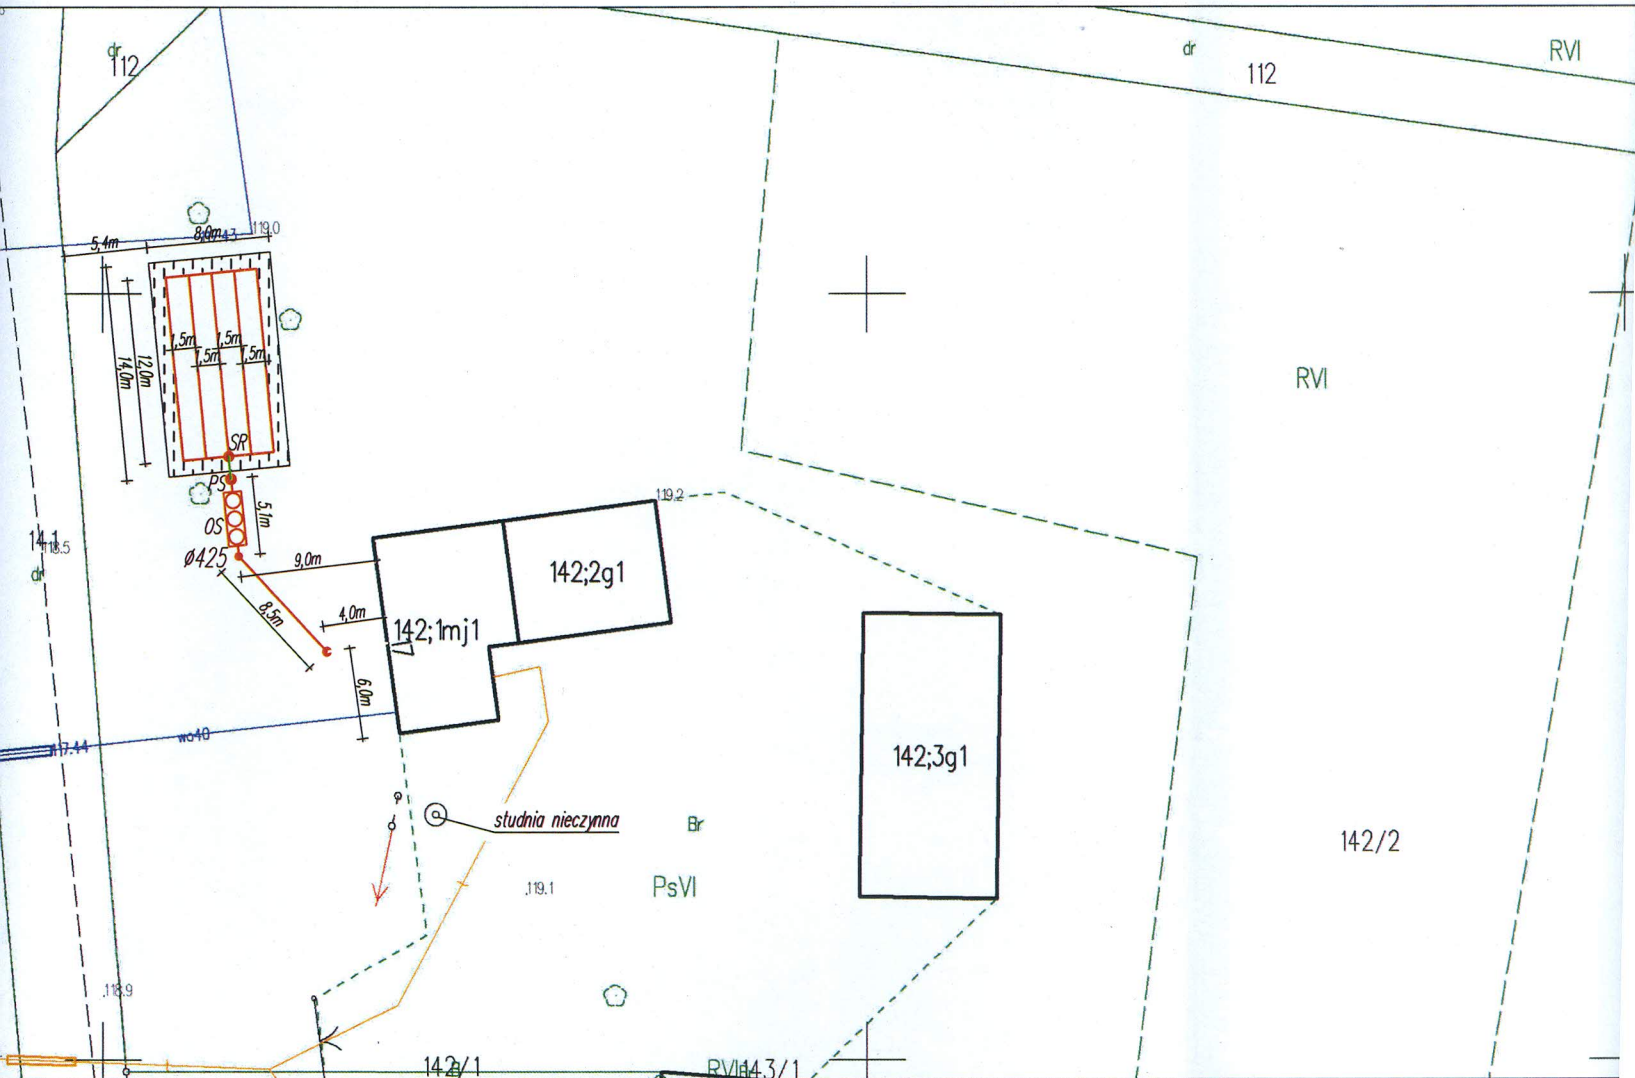 dr
112
dr
112
RVI
119.0
8,0m
5,4m
1,5m
1,5m
1,5m
1,5m
12,0m
14,0m
RVI
SR
PS
5,1m
OS
Ø425
119.2
14.1
118.5
dr
9,0m
142;2g1
8,5m
4,0m
142;1mj1
17
6,0m
wo40
117.44
142;3g1
studnia nieczynna
Br
142/2
119.1
PsVI
118.9
142/1
RVI
143/1